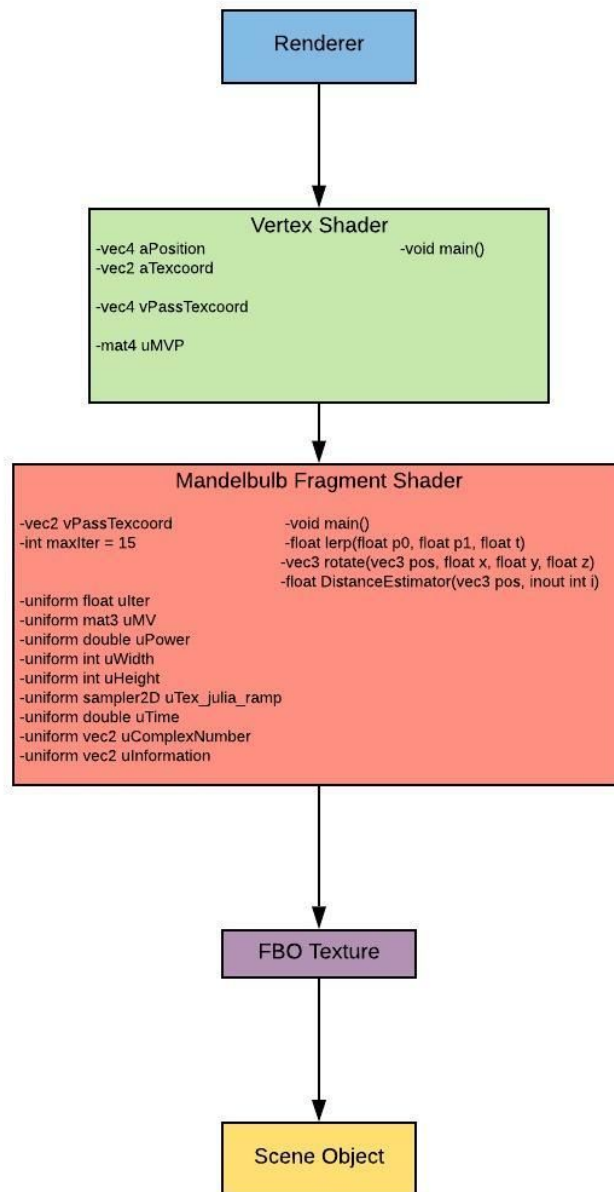 Renderer
Vertex Shader
-vec4 aPosition
-vec2 aTexcoord
-vec4 vPassTexcoord
-mat4 uMVP
-void main()
Mandelbulb Fragment Shader
-vec2 vPassTexcoord
-int maxIter = 15
-uniform float uIter
-uniform mat3 uMV
-uniform double uPower
-uniform int uWidth
-uniform int uHeight
-uniform sampler2D uTex_julia_ramp
-uniform double uTime
-uniform vec2 uComplexNumber
-uniform vec2 uInformation
-void main()
-float lerp(float p0, float p1, float t)
-vec3 rotate(vec3 pos, float x, float y, float z)
-float DistanceEstimator(vec3 pos, inout int i)
FBO Texture
Scene Object